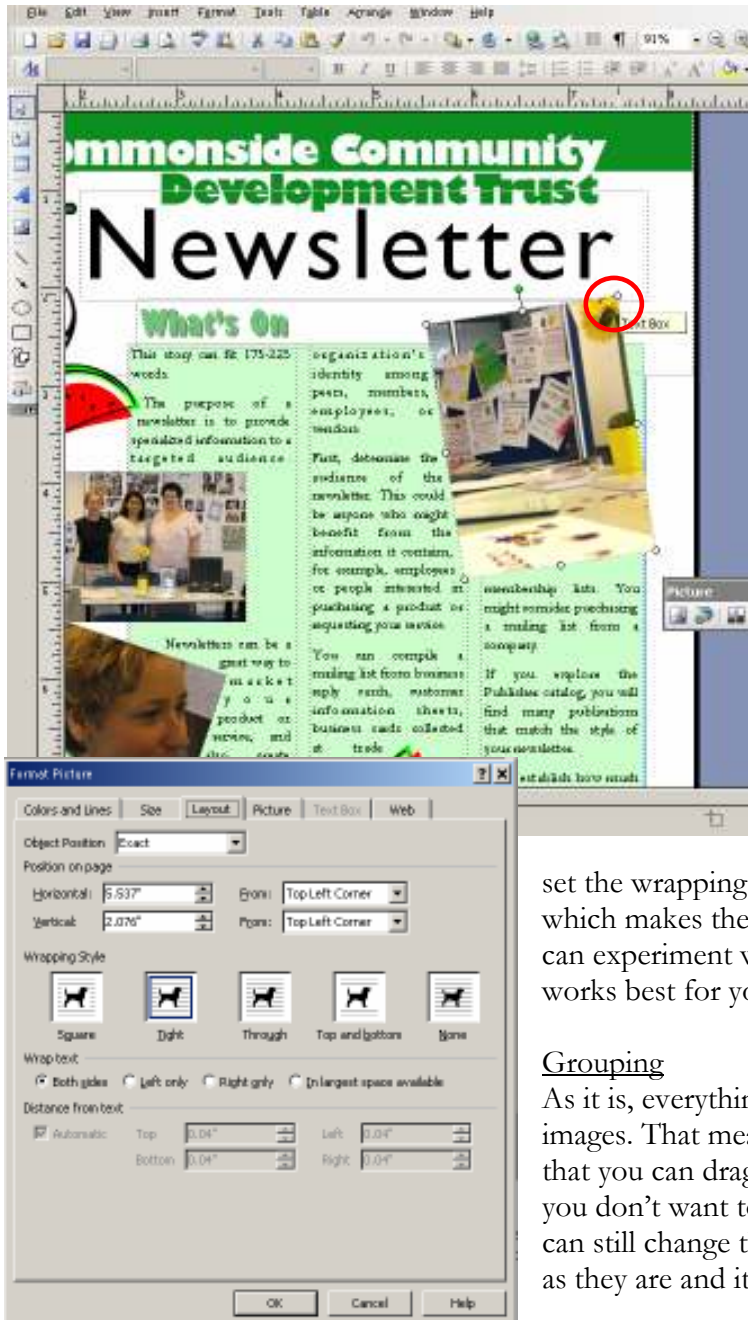 File Edit View Insert Format Tools Table Arrange Window Help
91%
B I U
2 3 4 5 6 7 8
ommonside Community
Development Trust
Newsletter
What's On
Text Box
This story can fit 175-225
words.
The purpose of a
newsletter is to provide
specialized information to a
targeted audience.
Newsletters can be a
great way to
market
your
product or
service, and
also create
organization's
identity among
peers, members,
employees, or
vendors.
First, determine the
audience of the
newsletter. This could
be anyone who might
benefit from the
information it contains,
for example, employees
or people interested in
purchasing a product or
requesting your service.
You can compile a
mailing list from business
reply cards, customer
information sheets,
business cards collected
at trade
membership lists. You
might consider purchasing
a mailing list from a
company.
If you explore the
Publisher catalog, you will
find many publications
that match the style of
your newsletter.
establish how much
Picture
Format Picture
Colors and Lines Size Layout Picture Text Box Web
Object Position Exact
Position on page
Horizontal: 5.537" From: Top Left Corner
Vertical: 2.076" From: Top Left Corner
Wrapping Style
Square Tight Through Top and bottom None
Wrap text
Both sides Left only Right only In largest space available
Distance from text
Automatic Top 0.04" Left 0.04"
Bottom 0.04" Right 0.04"
OK Cancel Help
set the wrapping
which makes the
can experiment
works best for
Grouping
As it is,
images. That
that you can drag
you don't want
can still change
as they are and